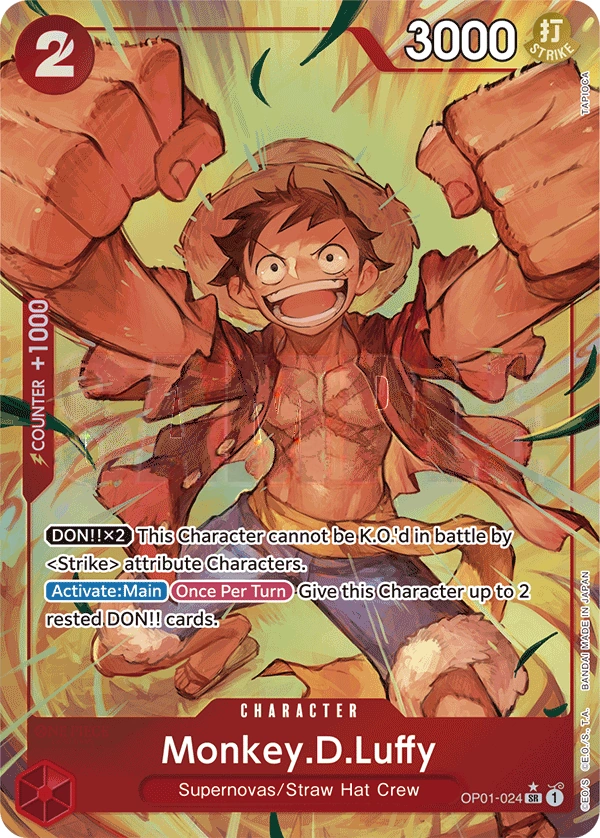 2
3000
打
STRIKE
TAPIOCA
COUNTER +1000
DON!!×2 This Character cannot be K.O.'d in battle by
<Strike> attribute Characters.
Activate:Main Once Per Turn Give this Character up to 2
rested DON!! cards.
CHARACTER
Monkey.D.Luffy
Supernovas/Straw Hat Crew
OP01-024 SR 1
©E.O./S. ©E.O./S., T.A. BANDAI MADE IN JAPAN